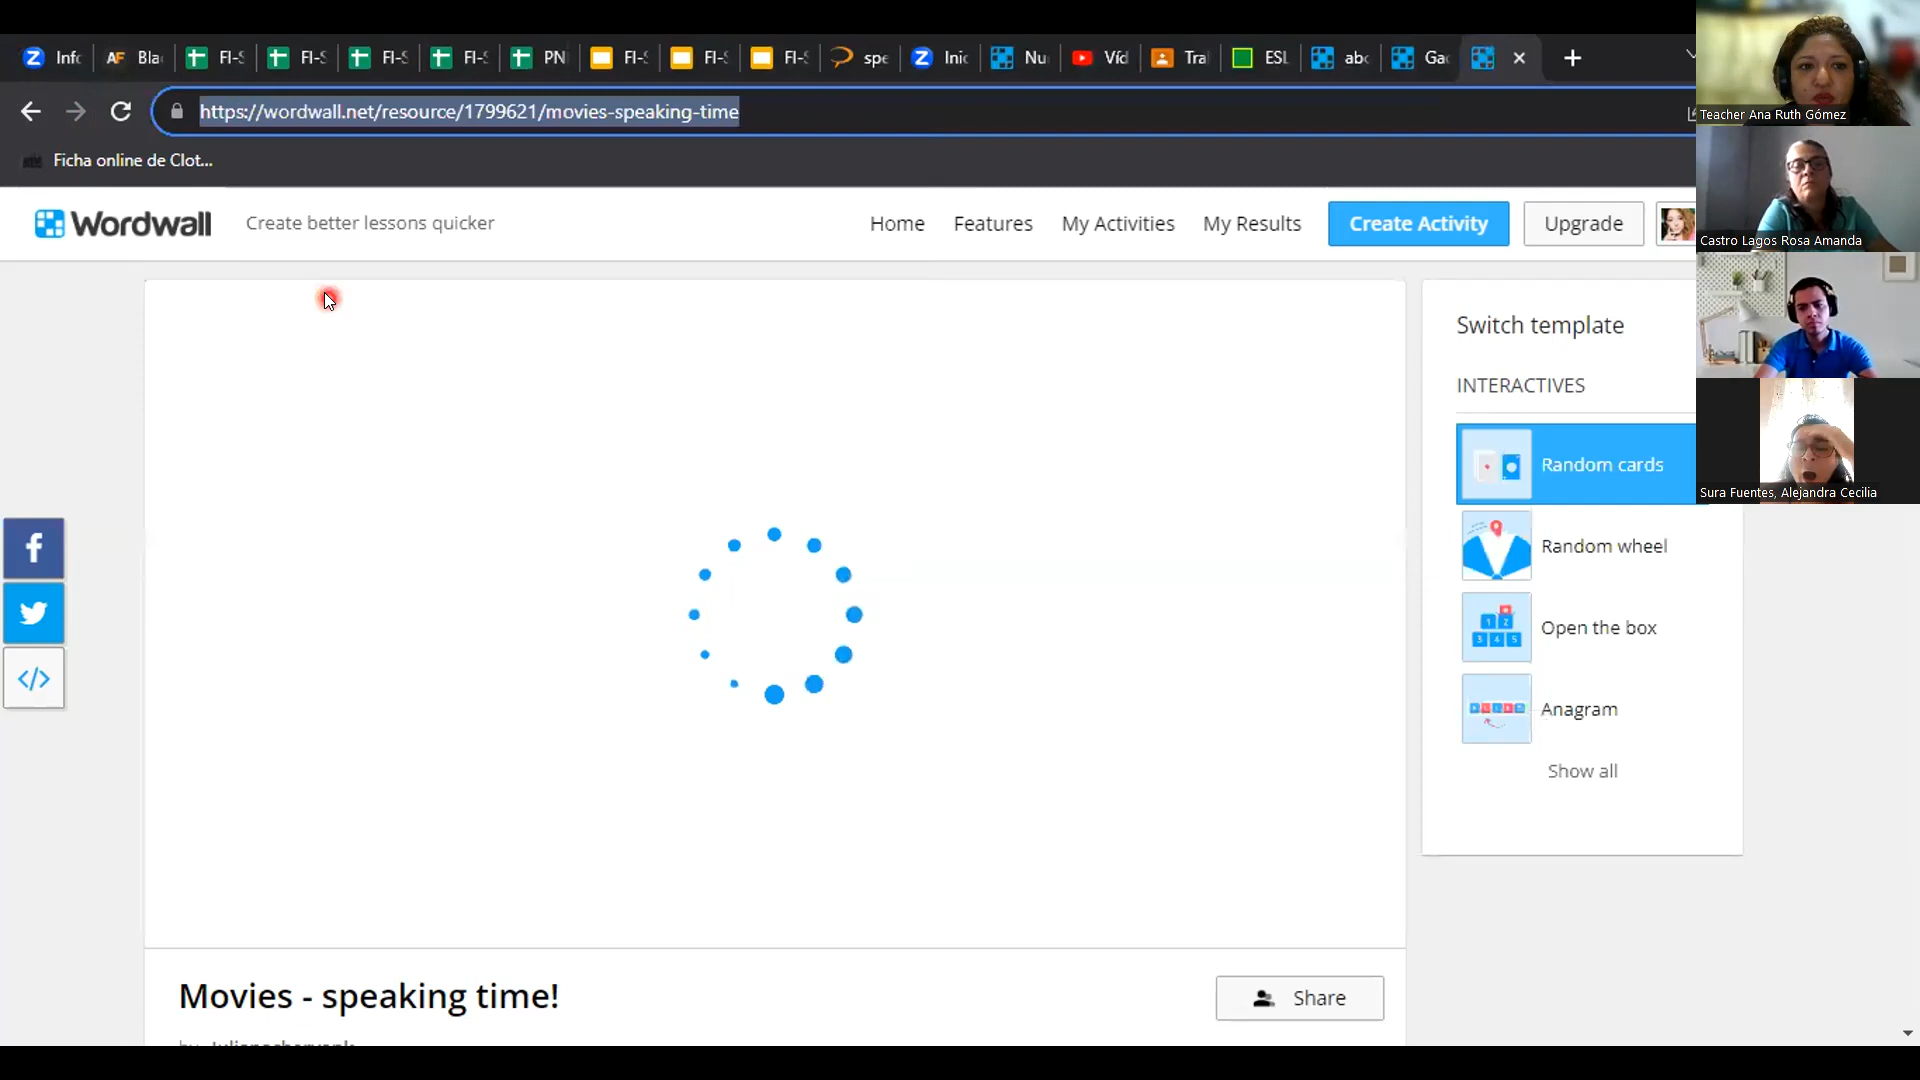 Info
Bla
FI-S
FI-S
FI-S
FI-S
PN
FI-S
FI-S
FI-S
spe
Inic
Nu
Víd
Tra
ESL
abc
Ga
https://wordwall.net/resource/1799621/movies-speaking-time
Ficha online de Clot...
Wordwall
Create better lessons quicker
Home
Features
My Activities
My Results
Create Activity
Upgrade
Teacher Ana Ruth Gómez
Castro Lagos Rosa Amanda
Sura Fuentes, Alejandra Cecilia
Switch template
INTERACTIVES
Random cards
Random wheel
Open the box
Anagram
Show all
Movies - speaking time!
Share